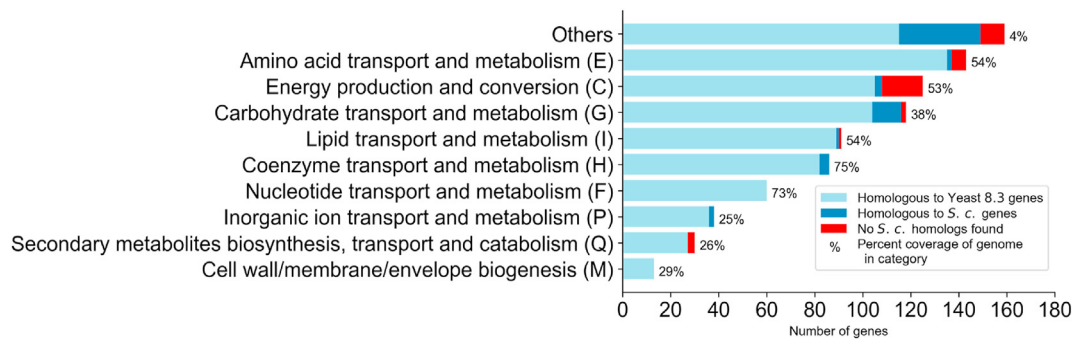 Others 4%
Amino acid transport and metabolism (E) 54%
Energy production and conversion (C) 53%
Carbohydrate transport and metabolism (G) 38%
Lipid transport and metabolism (I) 54%
Coenzyme transport and metabolism (H) 75%
Nucleotide transport and metabolism (F) 73%
Inorganic ion transport and metabolism (P) 25%
Secondary metabolites biosynthesis, transport and catabolism (Q) 26%
Cell wall/membrane/envelope biogenesis (M) 29%
Homologous to Yeast 8.3 genes
Homologous to S. c. genes
No S. c. homologs found
% Percent coverage of genome
in category
0 20 40 60 80 100 120 140 160 180
Number of genes